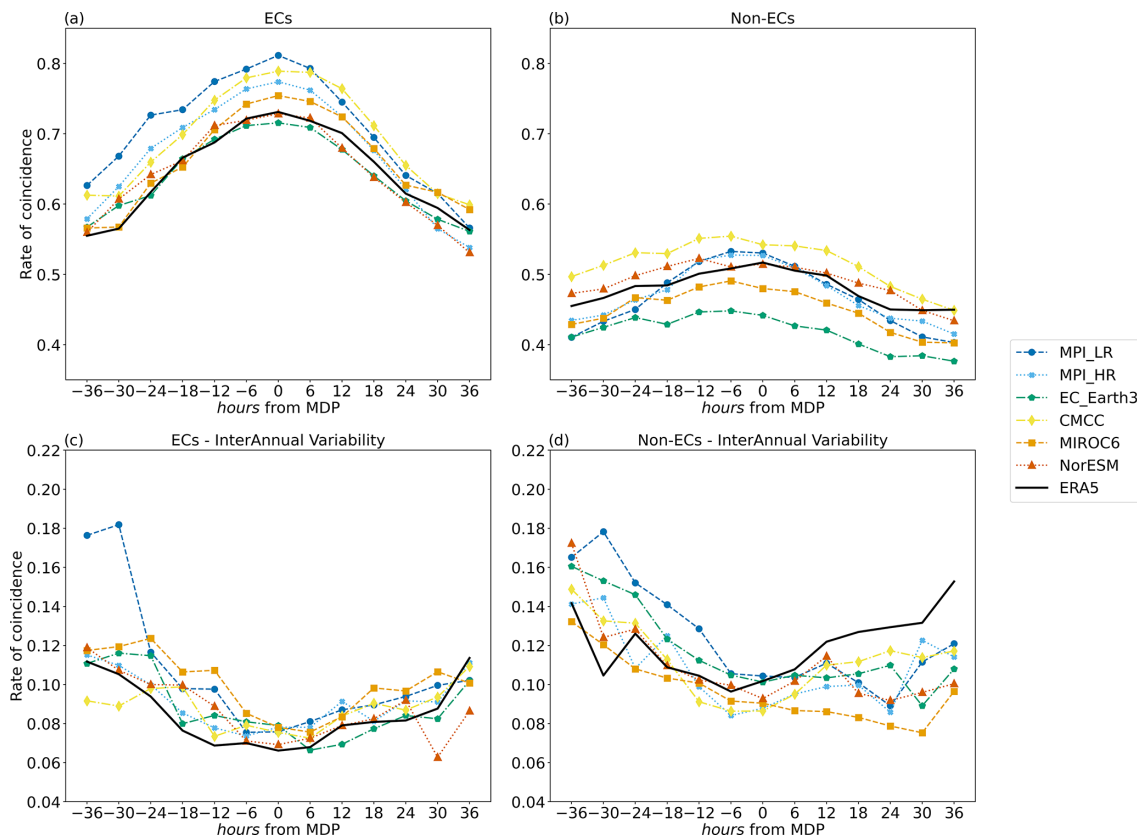 (a) ECs
(b) Non-ECs
0.8
0.7
0.6
0.5
0.4
Rate of coincidence
−36 −30 −24 −18 −12 −6 0 6 12 18 24 30 36
hours from MDP
0.8
0.7
0.6
0.5
0.4
−36 −30 −24 −18 −12 −6 0 6 12 18 24 30 36
hours from MDP
MPI_LR
MPI_HR
EC_Earth3
CMCC
MIROC6
NorESM
ERA5
(c) ECs - InterAnnual Variability
(d) Non-ECs - InterAnnual Variability
0.22
0.20
0.18
0.16
0.14
0.12
0.10
0.08
0.06
0.04
Rate of coincidence
−36 −30 −24 −18 −12 −6 0 6 12 18 24 30 36
hours from MDP
0.22
0.20
0.18
0.16
0.14
0.12
0.10
0.08
0.06
0.04
−36 −30 −24 −18 −12 −6 0 6 12 18 24 30 36
hours from MDP